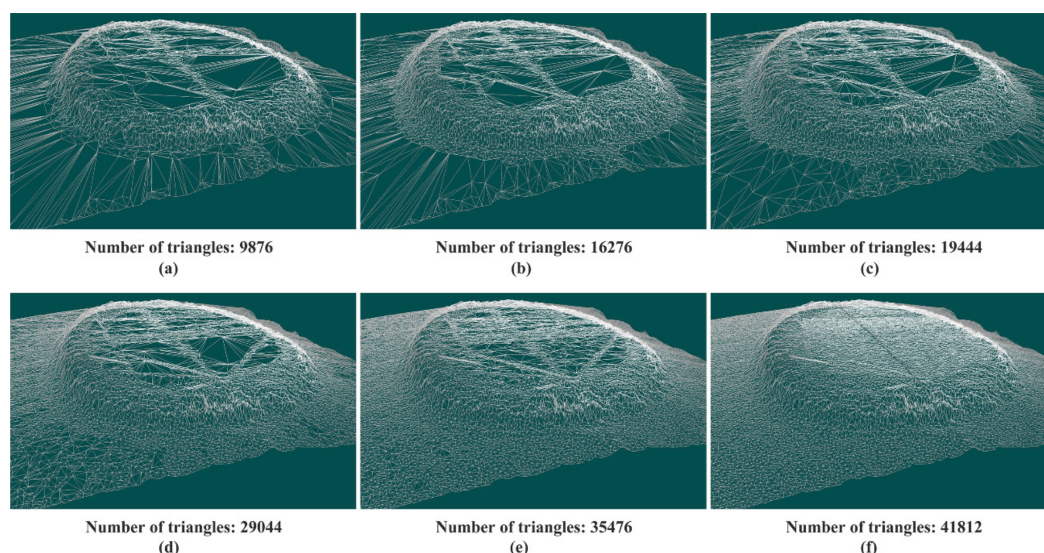 Number of triangles: 9876
(a)
Number of triangles: 16276
(b)
Number of triangles: 19444
(c)
Number of triangles: 29044
(d)
Number of triangles: 35476
(e)
Number of triangles: 41812
(f)